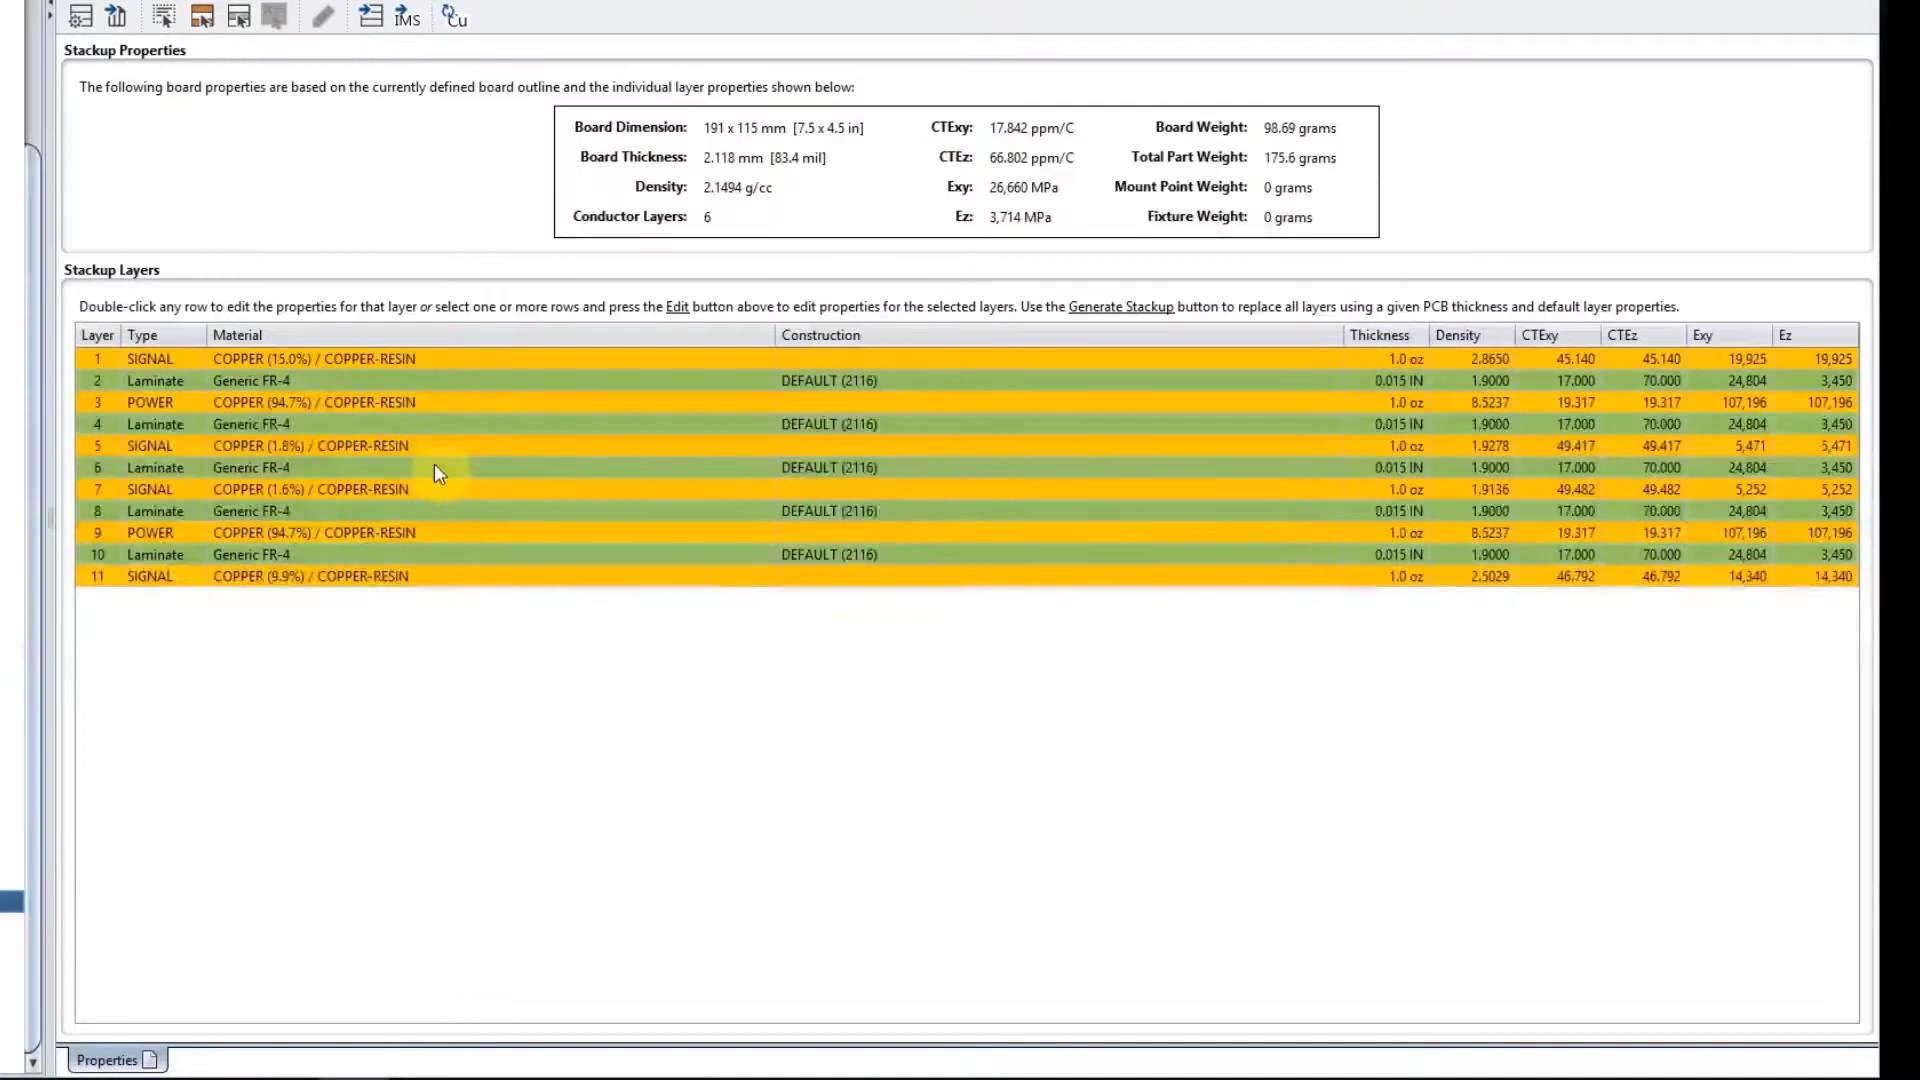 IMS Cu
Stackup Properties
The following board properties are based on the currently defined board outline and the individual layer properties shown below:
Board Dimension: 191 x 115 mm [7.5 x 4.5 in] CTExy: 17.842 ppm/C Board Weight: 98.69 grams
Board Thickness: 2.118 mm [83.4 mil] CTEz: 66.802 ppm/C Total Part Weight: 175.6 grams
Density: 2.1494 g/cc Exy: 26,660 MPa Mount Point Weight: 0 grams
Conductor Layers: 6 Ez: 3,714 MPa Fixture Weight: 0 grams
Stackup Layers
Double-click any row to edit the properties for that layer or select one or more rows and press the Edit button above to edit properties for the selected layers. Use the Generate Stackup button to replace all layers using a given PCB thickness and default layer properties.
Layer Type Material Construction Thickness Density CTExy CTEz Exy Ez
1 SIGNAL COPPER (15.0%) / COPPER-RESIN 1.0 oz 2.8650 45.140 45.140 19,925 19,925
2 Laminate Generic FR-4 DEFAULT (2116) 0.015 IN 1.9000 17.000 70.000 24,804 3,450
3 POWER COPPER (94.7%) / COPPER-RESIN 1.0 oz 8.5237 19.317 19.317 107,196 107,196
4 Laminate Generic FR-4 DEFAULT (2116) 0.015 IN 1.9000 17.000 70.000 24,804 3,450
5 SIGNAL COPPER (1.8%) / COPPER-RESIN 1.0 oz 1.9278 49.417 49.417 5,471 5,471
6 Laminate Generic FR-4 DEFAULT (2116) 0.015 IN 1.9000 17.000 70.000 24,804 3,450
7 SIGNAL COPPER (1.6%) / COPPER-RESIN 1.0 oz 1.9136 49.482 49.482 5,252 5,252
8 Laminate Generic FR-4 DEFAULT (2116) 0.015 IN 1.9000 17.000 70.000 24,804 3,450
9 POWER COPPER (94.7%) / COPPER-RESIN 1.0 oz 8.5237 19.317 19.317 107,196 107,196
10 Laminate Generic FR-4 DEFAULT (2116) 0.015 IN 1.9000 17.000 70.000 24,804 3,450
11 SIGNAL COPPER (9.9%) / COPPER-RESIN 1.0 oz 2.5029 46.792 46.792 14,340 14,340
Properties